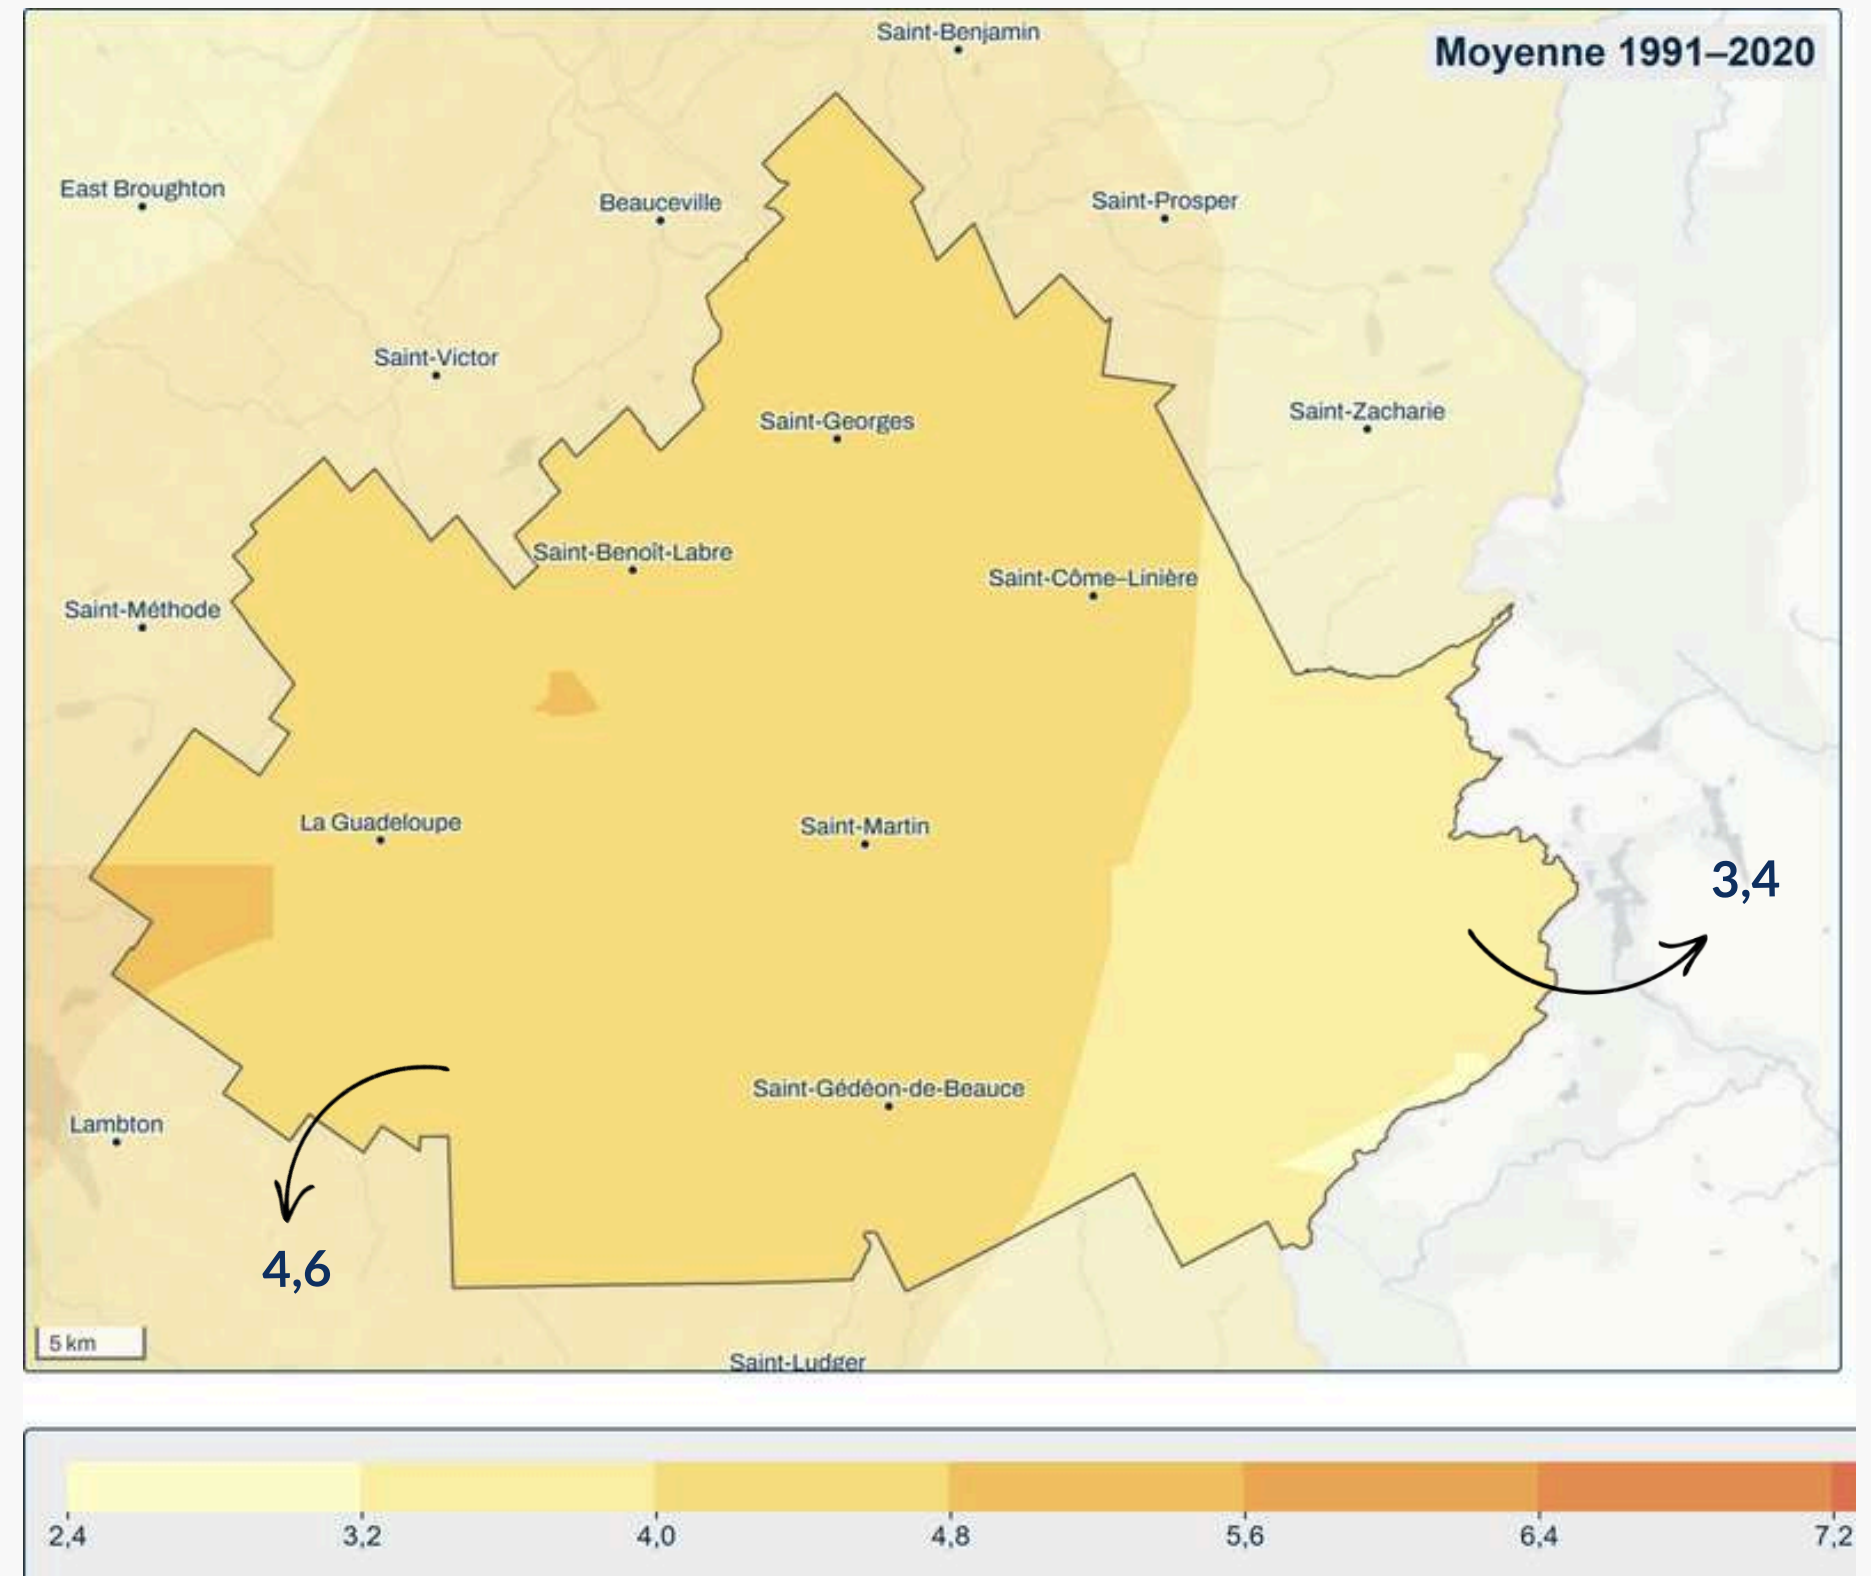 Saint-Benjamin
Moyenne 1991–2020
East Broughton
Beauceville
Saint-Prosper
Saint-Victor
Saint-Georges
Saint-Zacharie
Saint-Benoît-Labre
Saint-Côme–Linière
Saint-Méthode
La Guadeloupe
Saint-Martin
3,4
Saint-Gédéon-de-Beauce
Lambton
4,6
5 km
Saint-Ludger
2,4 3,2 4,0 4,8 5,6 6,4 7,2